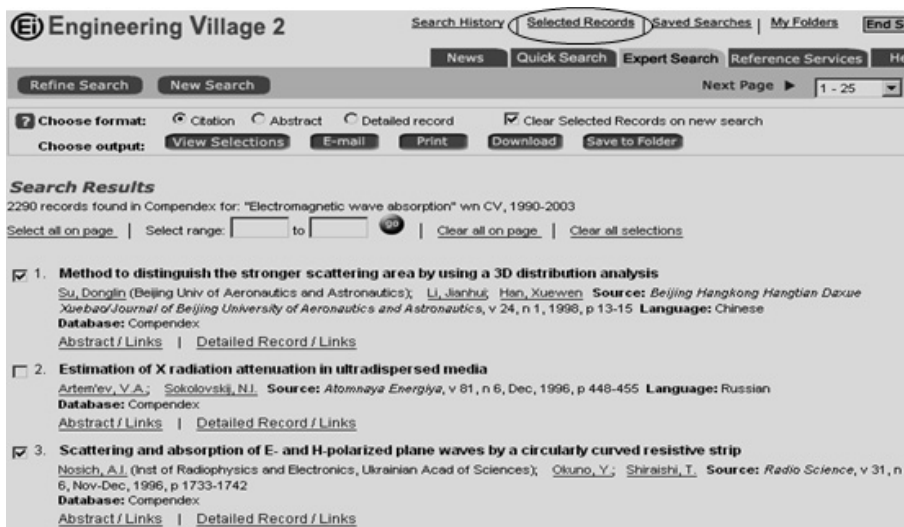 Ei Engineering Village 2
Search History | Selected Records | Saved Searches | My Folders End S
News Quick Search Expert Search Reference Services He
Refine Search New Search Next Page 1 - 25
? Choose format: Citation Abstract Detailed record Clear Selected Records on new search
Choose output: View Selections E-mail Print Download Save to Folder
Search Results
2290 records found in Compendex for: "Electromagnetic wave absorption" wn CV, 1990-2003
Select all on page | Select range: to go | Clear all on page | Clear all selections
1. Method to distinguish the stronger scattering area by using a 3D distribution analysis
Su, Donglin (Beijing Univ of Aeronautics and Astronautics); Li, Jianhui; Han, Xuewen Source: Beijing Hangkong Hangtian Daxue
Xuebao/Journal of Beijing University of Aeronautics and Astronautics, v 24, n 1, 1998, p 13-15 Language: Chinese
Database: Compendex
Abstract / Links | Detailed Record / Links
2. Estimation of X radiation attenuation in ultradispersed media
Artem'ev, V.A.; Sokolovskij, N.I. Source: Atomnaya Energiya, v 81, n 6, Dec, 1996, p 448-455 Language: Russian
Database: Compendex
Abstract / Links | Detailed Record / Links
3. Scattering and absorption of E- and H-polarized plane waves by a circularly curved resistive strip
Nosich, A.I. (Inst of Radiophysics and Electronics, Ukrainian Acad of Sciences); Okuno, Y.; Shiraishi, T. Source: Radio Science, v 31, n
6, Nov-Dec, 1996, p 1733-1742
Database: Compendex
Abstract / Links | Detailed Record / Links